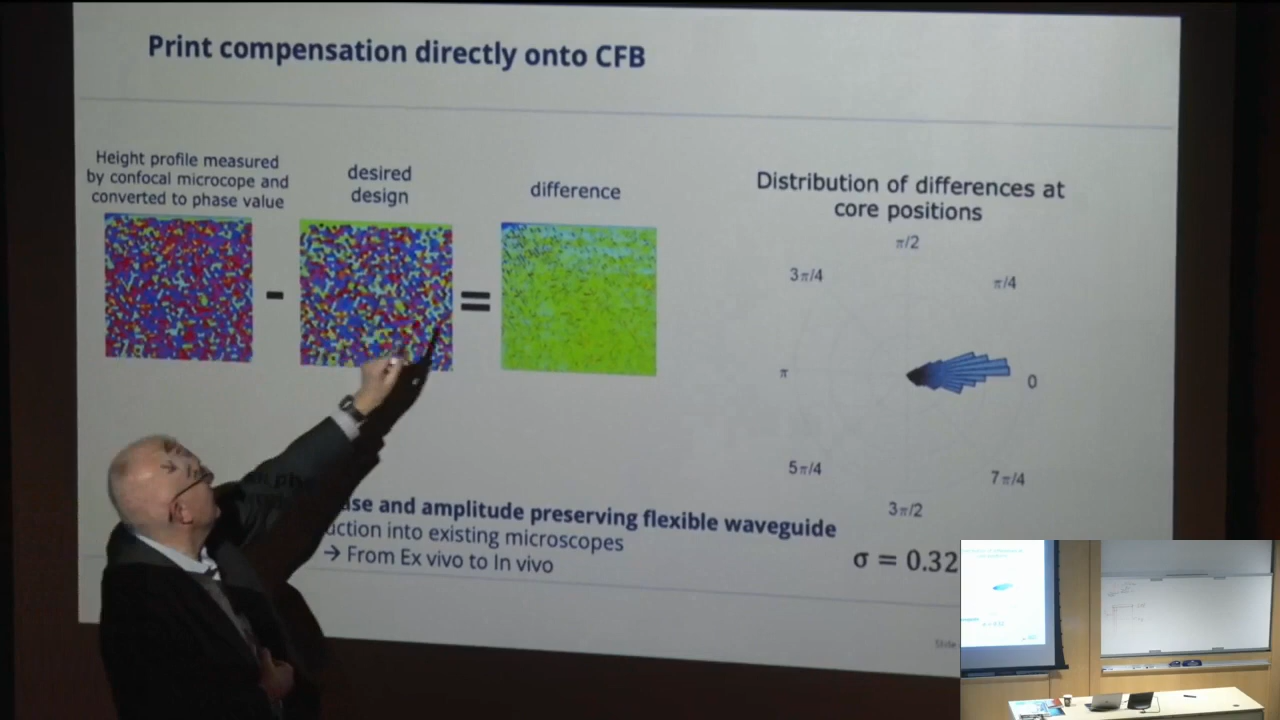 Print compensation directly onto CFB
Height profile measured
by confocal microcope and
converted to phase value
desired
design
difference
-
=
Distribution of differences at
core positions
π/2
3π/4
π/4
π
0
5π/4
7π/4
3π/2
and amplitude preserving flexible waveguide
into existing microscopes
→ From Ex vivo to In vivo
σ = 0.32
Slide